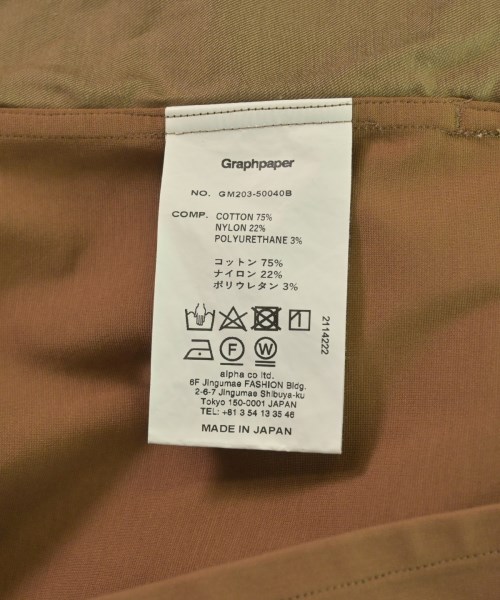 Graphpaper
NO. GM203-50040B
COMP. COTTON 75%
NYLON 22%
POLYURETHANE 3%
コットン 75%
ナイロン 22%
ポリウレタン 3%
2114222
F W
alpha co ltd.
6F Jingumae FASHION Bldg.
2-6-7 Jingumae Shibuya-ku
Tokyo 150-0001 JAPAN
TEL: +81 3 54 13 35 46
MADE IN JAPAN